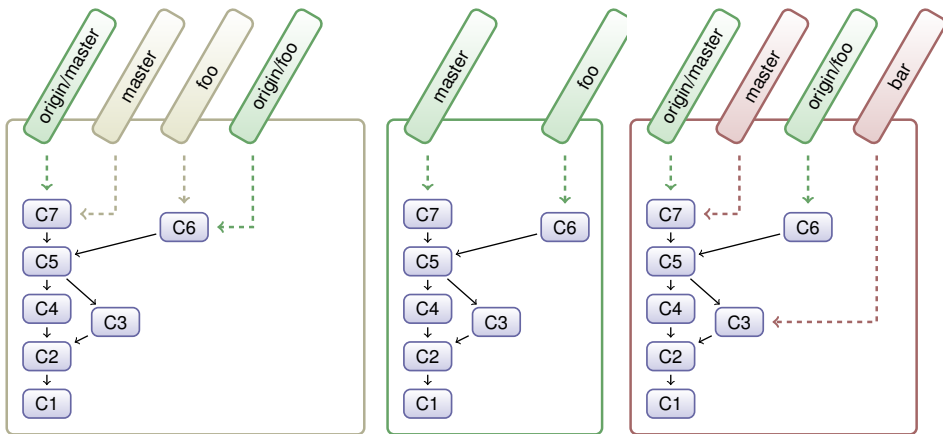 origin/master
master
foo
origin/foo
C7
C6
C5
C4
C3
C2
C1
master
foo
C7
C6
C5
C4
C3
C2
C1
origin/master
master
origin/foo
bar
C7
C6
C5
C4
C3
C2
C1